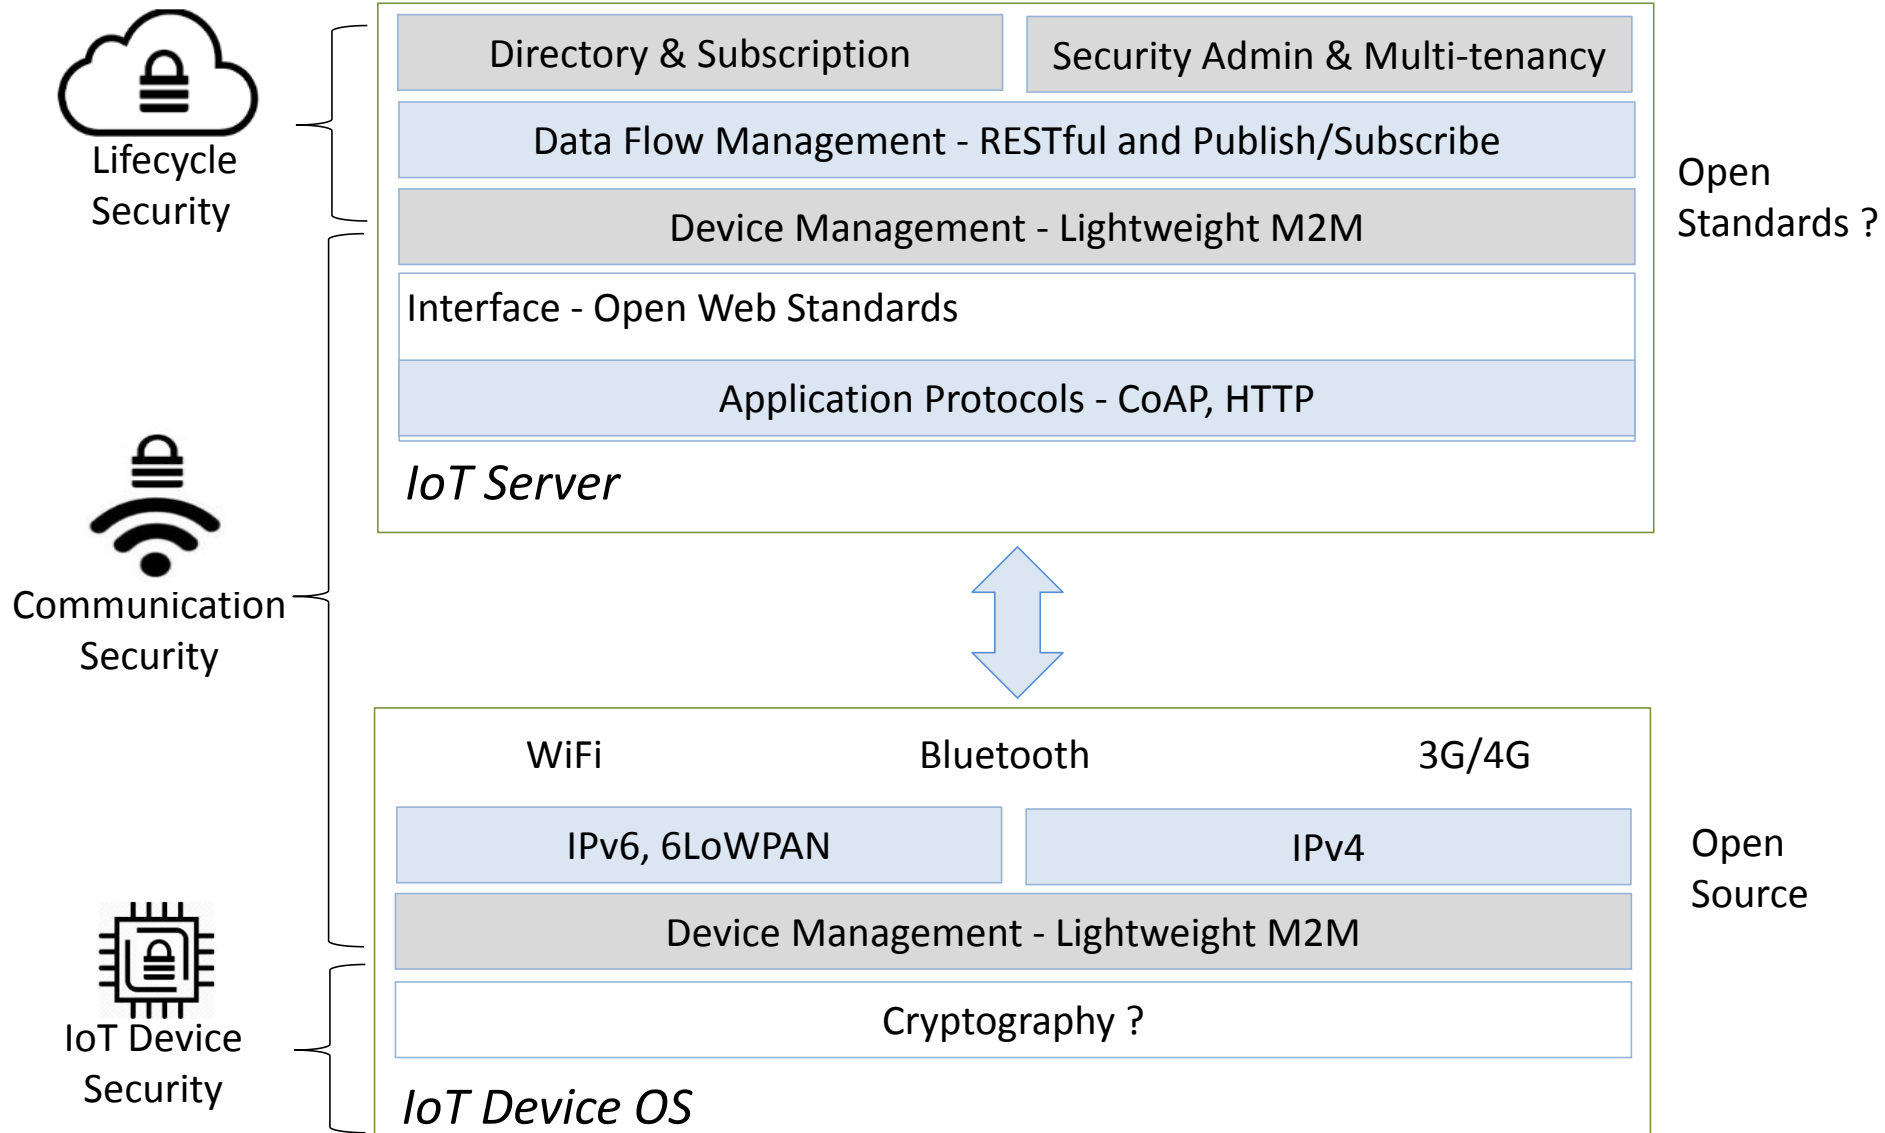 Directory & Subscription
Security Admin & Multi-tenancy
Data Flow Management - RESTful and Publish/Subscribe
Lifecycle
Security
Open
Standards ?
Device Management - Lightweight M2M
Interface - Open Web Standards
Application Protocols - CoAP, HTTP
IoT Server
Communication
Security
WiFi
Bluetooth
3G/4G
IPv6, 6LoWPAN
IPv4
Open
Source
Device Management - Lightweight M2M
Cryptography ?
IoT Device
Security
IoT Device OS